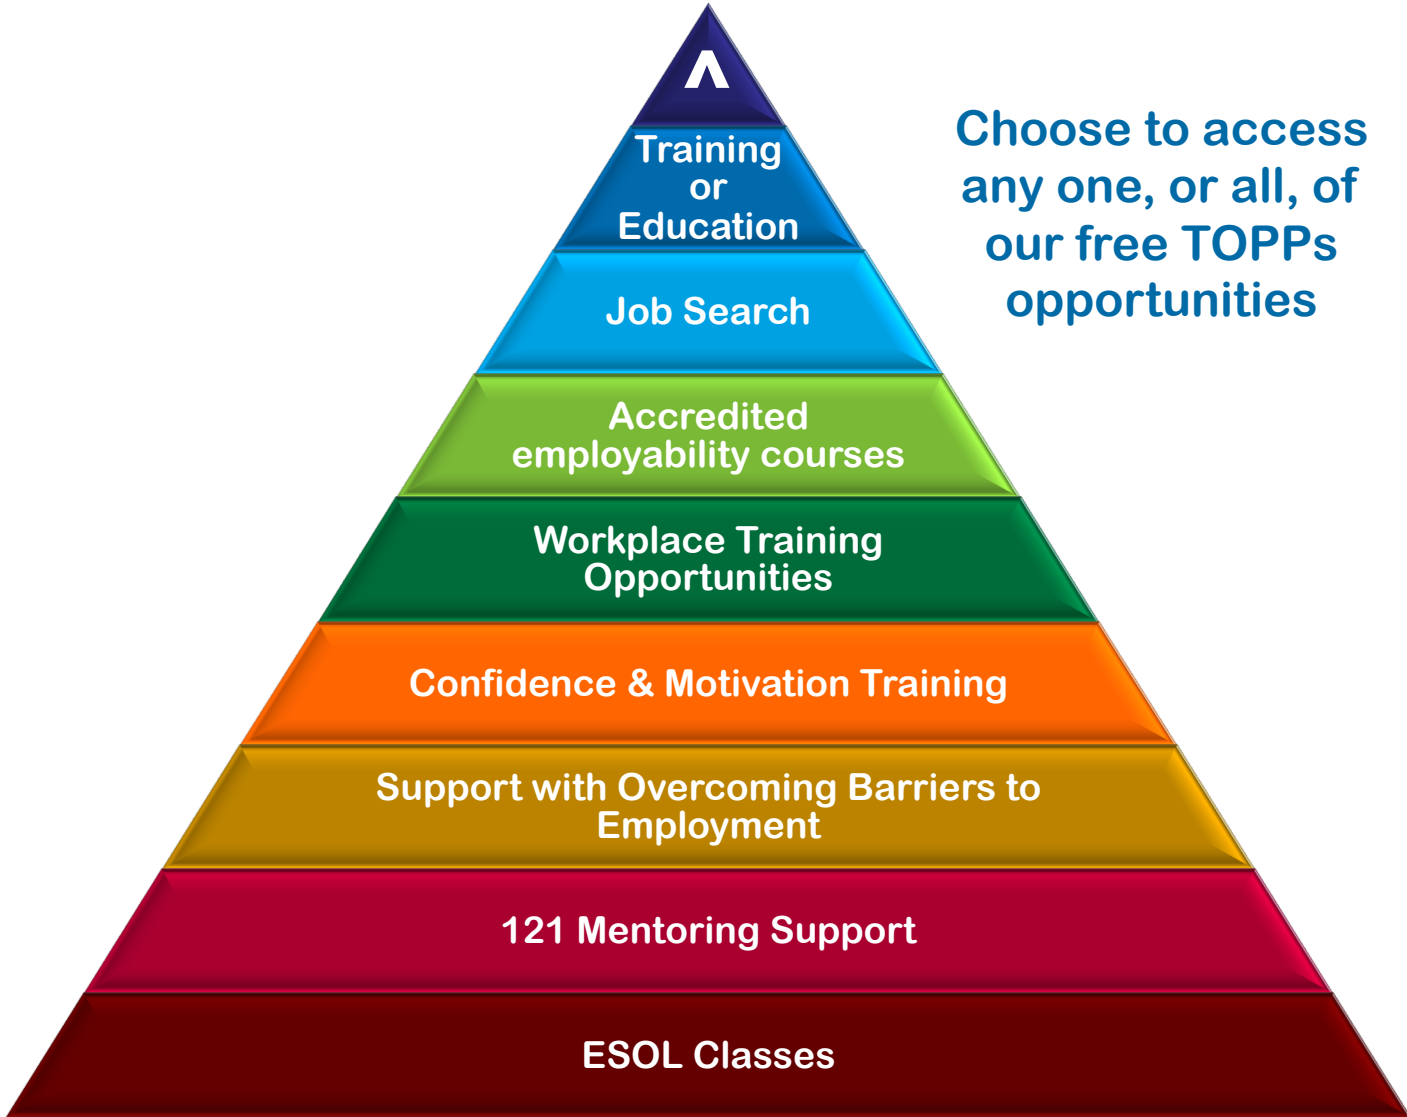 ^
Training
or
Education
Choose to access
any one, or all, of
our free TOPPs
opportunities
Job Search
Accredited
employability courses
Workplace Training
Opportunities
Confidence & Motivation Training
Support with Overcoming Barriers to
Employment
121 Mentoring Support
ESOL Classes